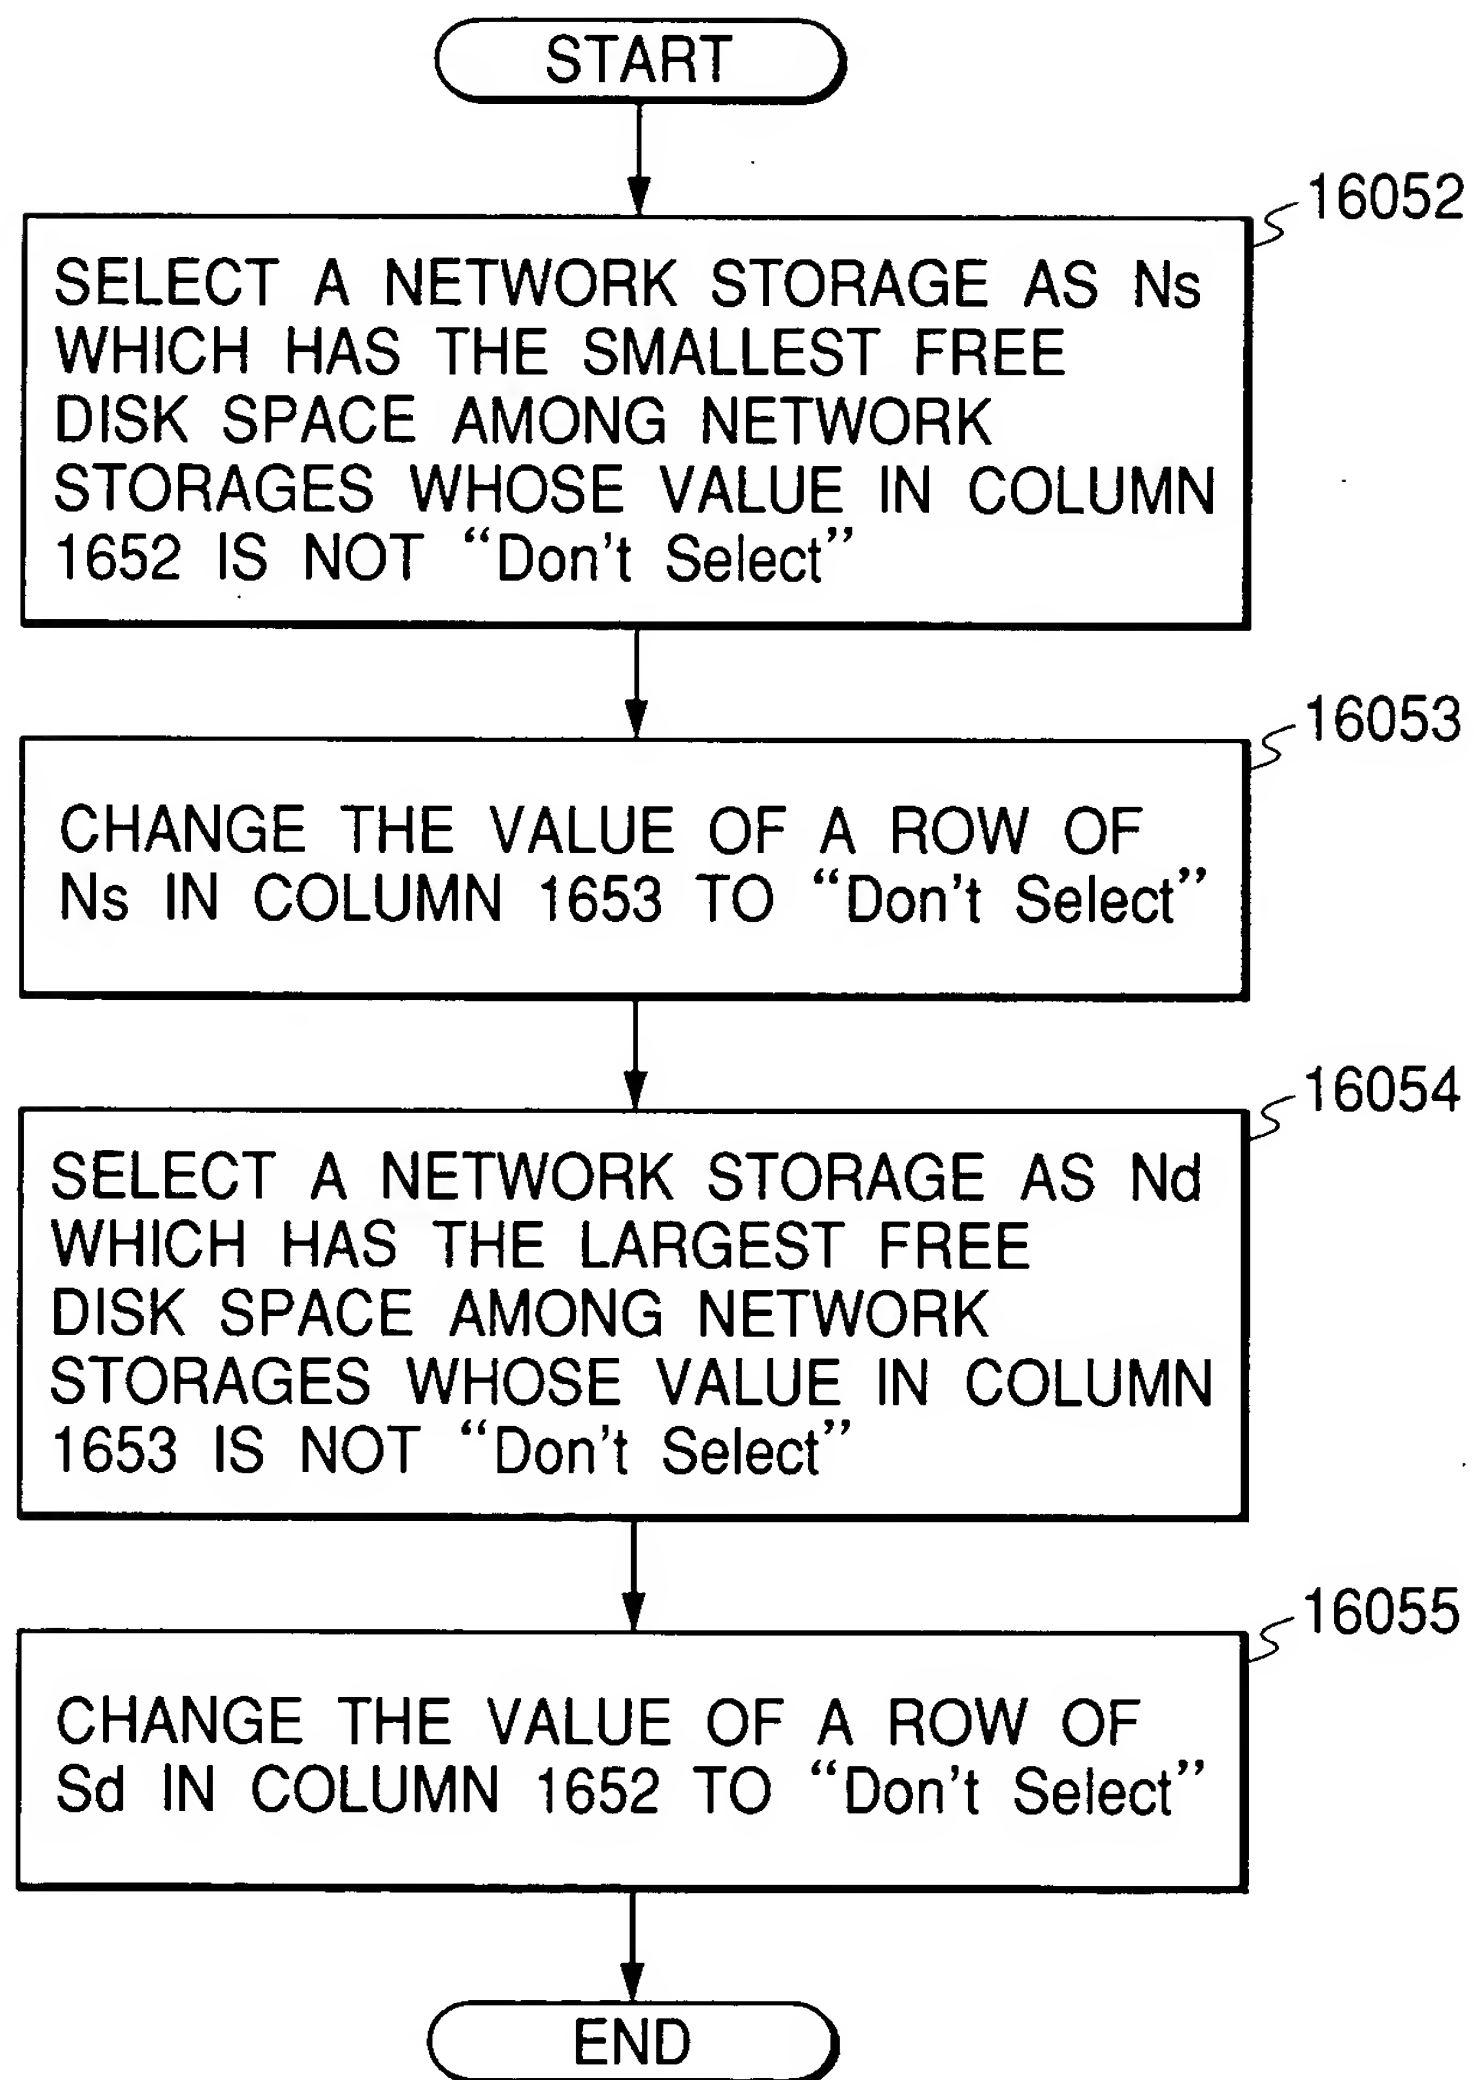 START
16052
SELECT A NETWORK STORAGE AS Ns
WHICH HAS THE SMALLEST FREE
DISK SPACE AMONG NETWORK
STORAGES WHOSE VALUE IN COLUMN
1652 IS NOT “Don't Select”
16053
CHANGE THE VALUE OF A ROW OF
Ns IN COLUMN 1653 TO “Don't Select”
16054
SELECT A NETWORK STORAGE AS Nd
WHICH HAS THE LARGEST FREE
DISK SPACE AMONG NETWORK
STORAGES WHOSE VALUE IN COLUMN
1653 IS NOT “Don't Select”
16055
CHANGE THE VALUE OF A ROW OF
Sd IN COLUMN 1652 TO “Don't Select”
END